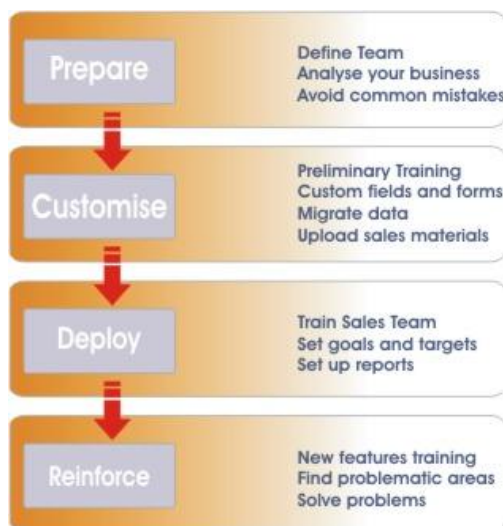 Prepare
Define Team
Analyse your business
Avoid common mistakes
Customise
Preliminary Training
Custom fields and forms
Migrate data
Upload sales materials
Deploy
Train Sales Team
Set goals and targets
Set up reports
Reinforce
New features training
Find problematic areas
Solve problems